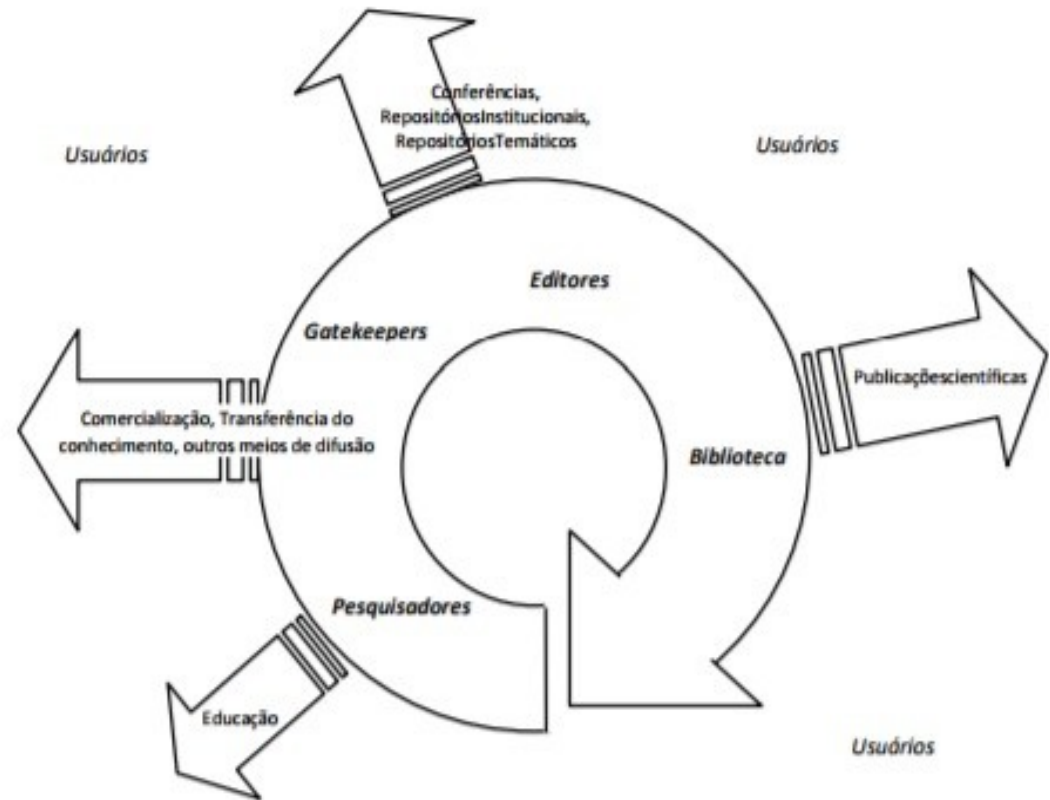 Conferências,
RepositóriosInstitucionais,
RepositóriosTemáticos
Usuários
Usuários
Editores
Gatekeepers
Publicaçõescientíficas
Comercialização, Transferência do
conhecimento, outros meios de difusão
Biblioteca
Pesquisadores
Educação
Usuários